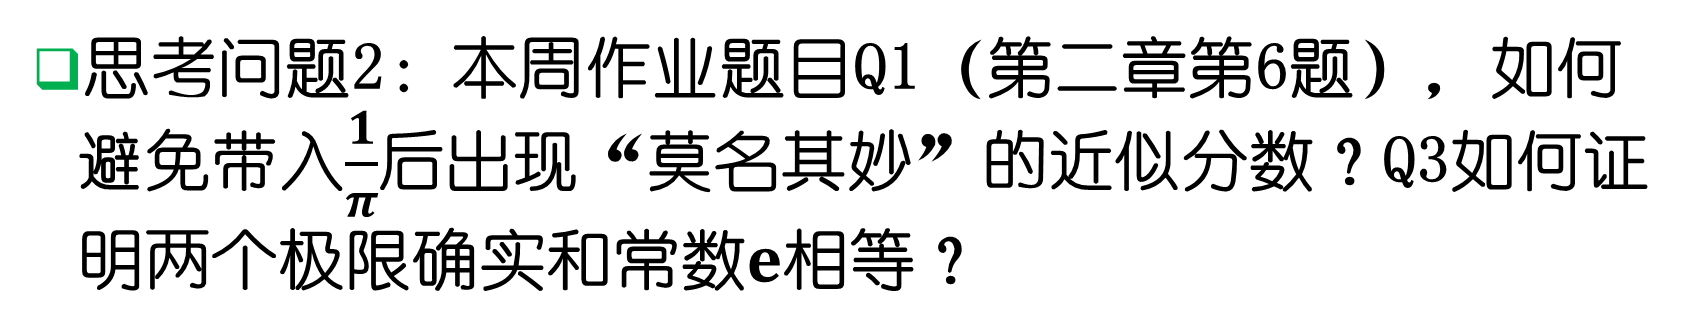 思考问题2：本周作业题目Q1（第二章第6题），如何
避免带入1/π后出现“莫名其妙”的近似分数？Q3如何证
明两个极限确实和常数e相等？